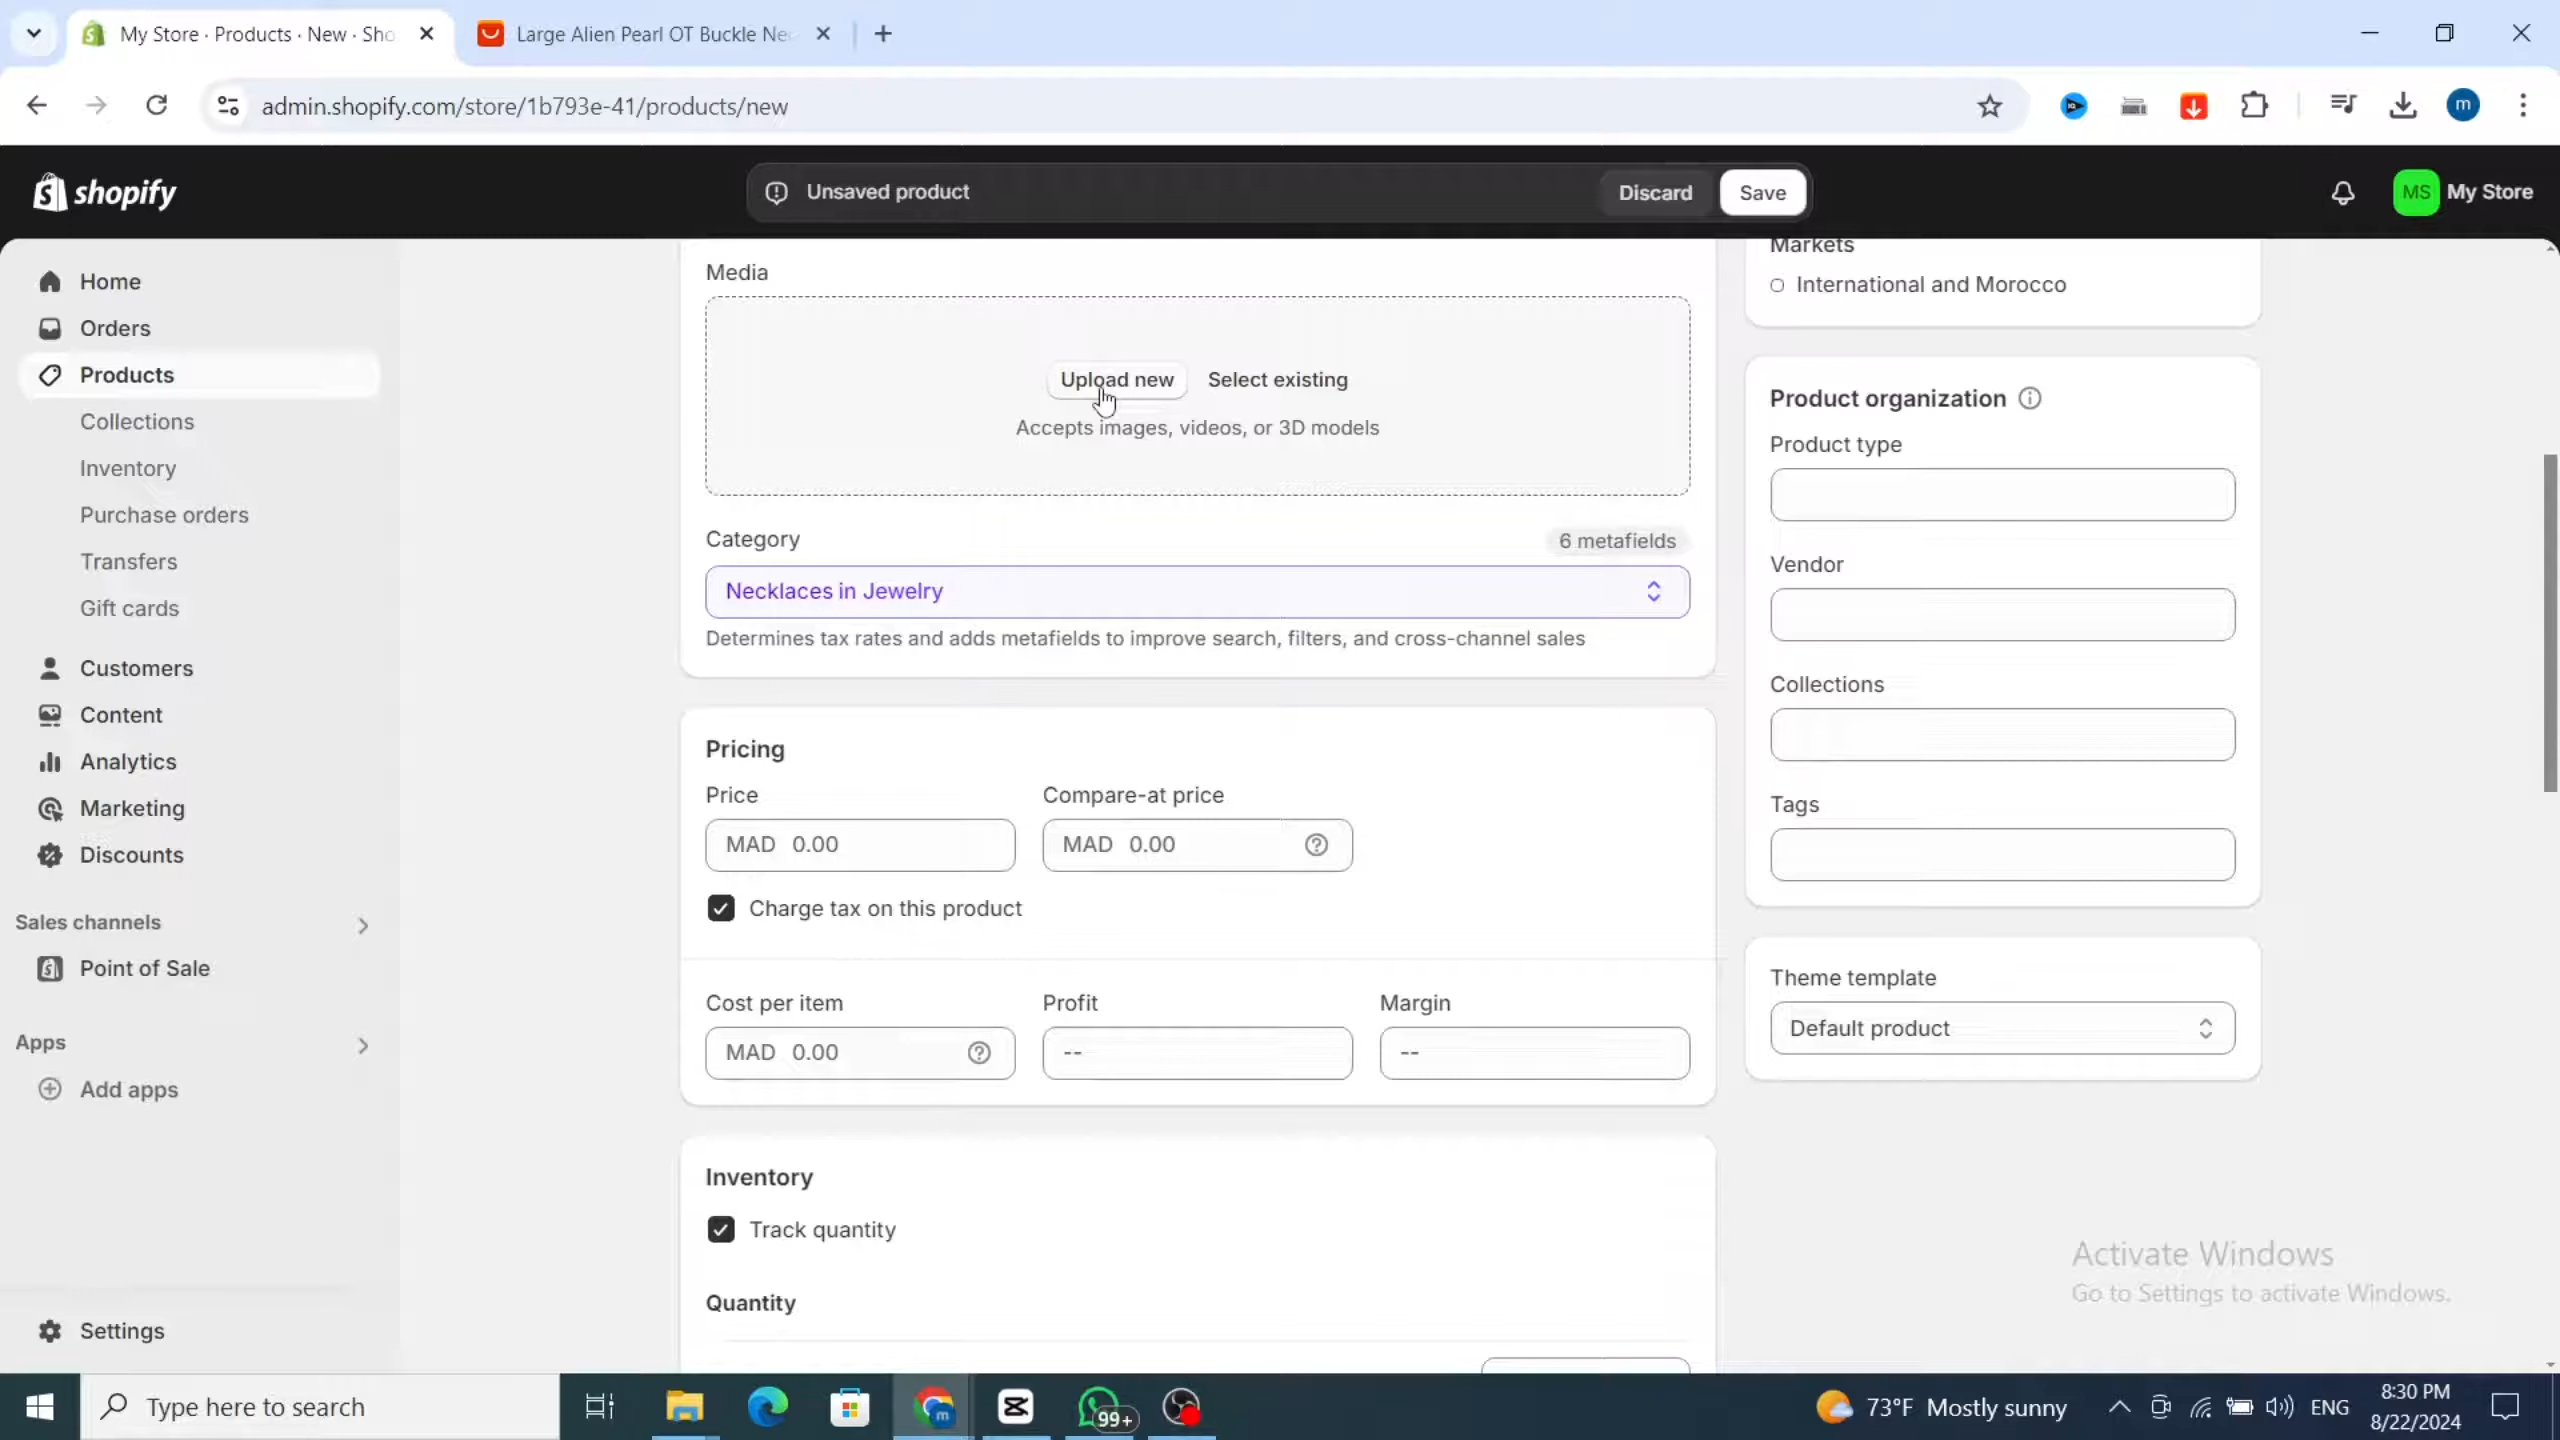 My Store · Products · New · Sho
Large Alien Pearl OT Buckle Ne
admin.shopify.com/store/1b793e-41/products/new
m
shopify
Unsaved product
Discard
Save
MS
My Store
Home
Orders
Products
Collections
Inventory
Purchase orders
Transfers
Gift cards
Customers
Content
Analytics
Marketing
Discounts
Sales channels
Point of Sale
Apps
Add apps
Settings
Media
Upload new
Select existing
Accepts images, videos, or 3D models
Category
6 metafields
Necklaces in Jewelry
Determines tax rates and adds metafields to improve search, filters, and cross-channel sales
Pricing
Price
Compare-at price
MAD 0.00
MAD 0.00
Charge tax on this product
Cost per item
Profit
Margin
MAD 0.00
--
--
Inventory
Track quantity
Quantity
Markets
International and Morocco
Product organization
Product type
Vendor
Collections
Tags
Theme template
Default product
Activate Windows
Go to Settings to activate Windows.
Type here to search
m
99+
73°F Mostly sunny
ENG
8:30 PM
8/22/2024